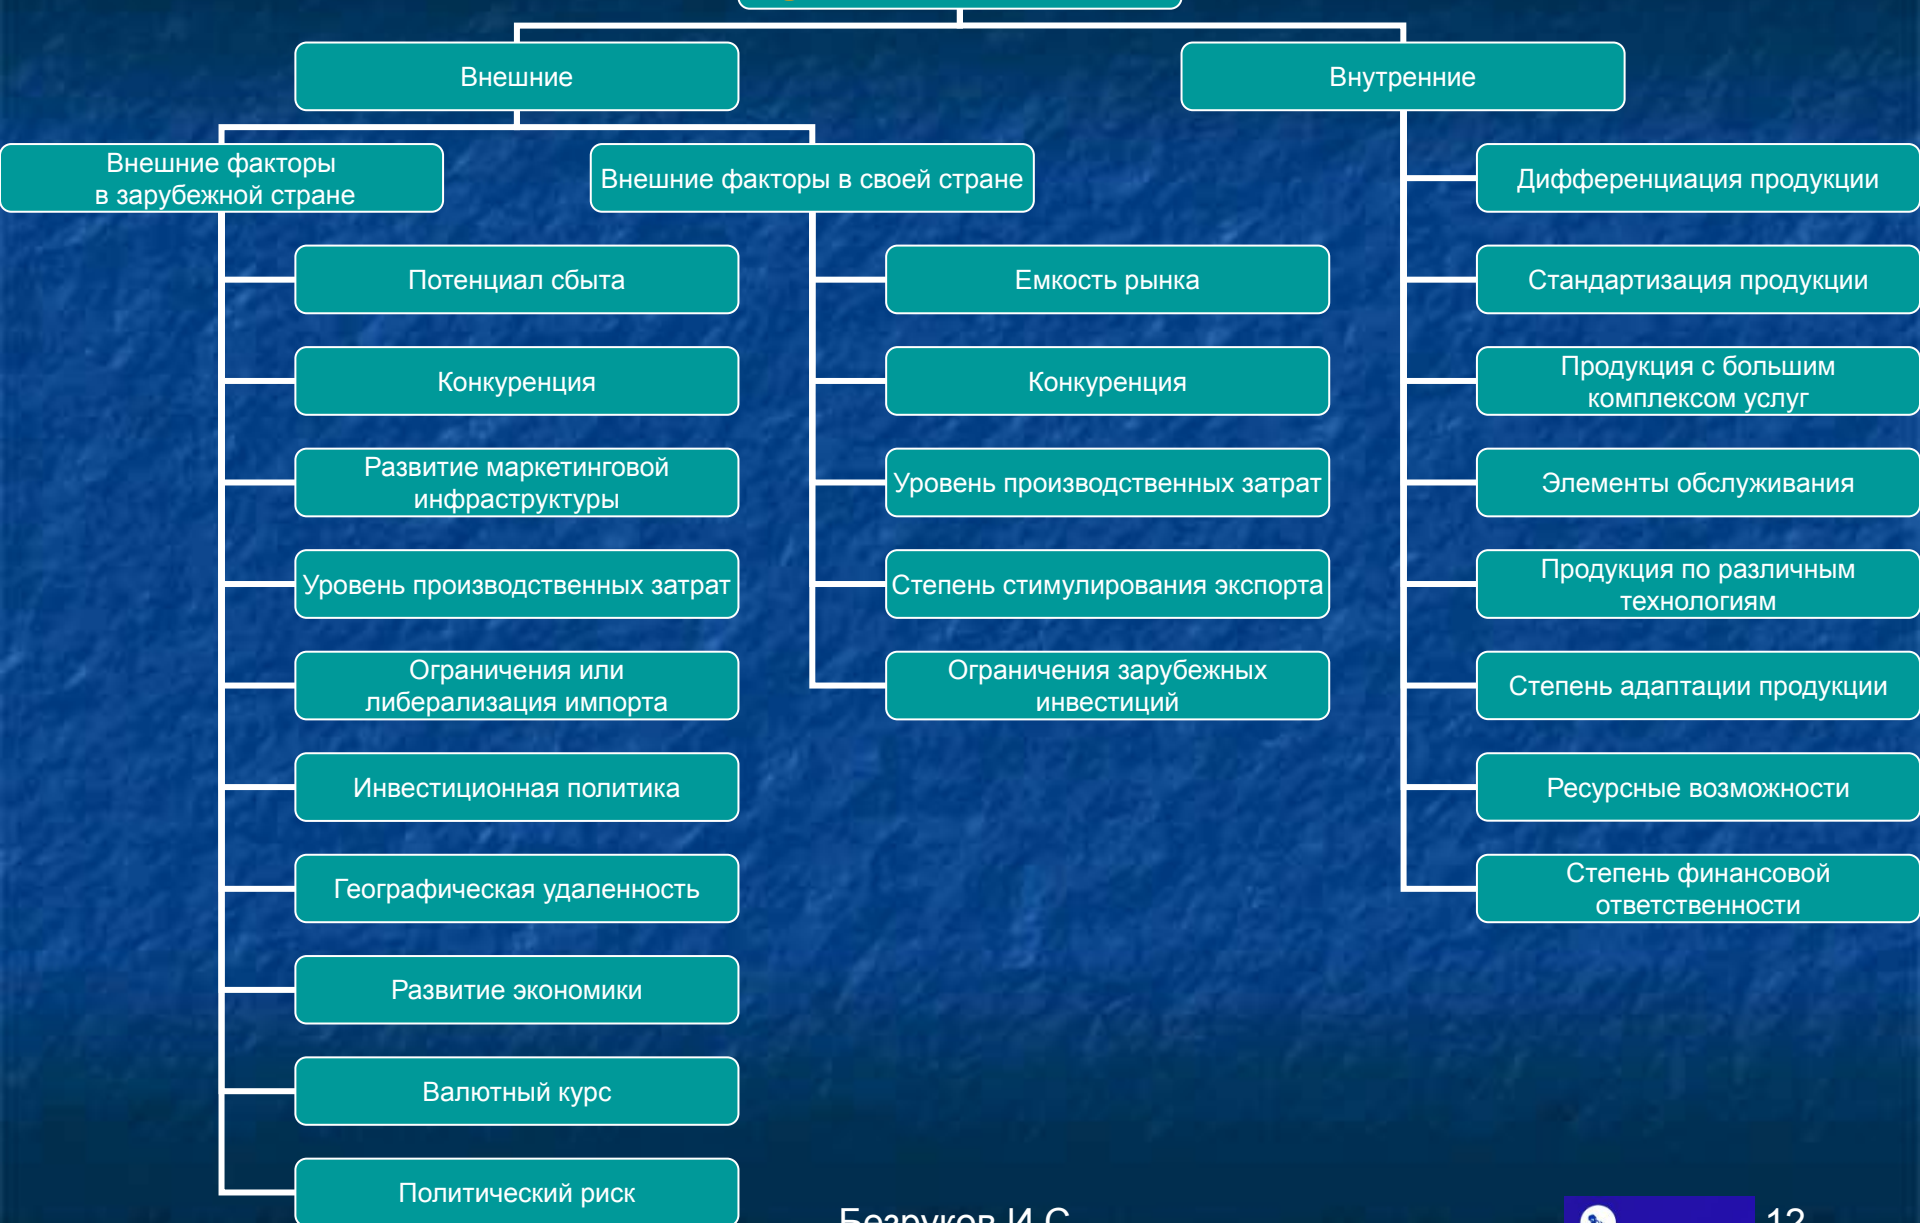 Внешние
Внутренние
Внешние факторы
в зарубежной стране
Внешние факторы в своей стране
Потенциал сбыта
Конкуренция
Развитие маркетинговой
инфраструктуры
Уровень производственных затрат
Ограничения или
либерализация импорта
Инвестиционная политика
Географическая удаленность
Развитие экономики
Валютный курс
Политический риск
Емкость рынка
Конкуренция
Уровень производственных затрат
Степень стимулирования экспорта
Ограничения зарубежных
инвестиций
Дифференциация продукции
Стандартизация продукции
Продукция с большим
комплексом услуг
Элементы обслуживания
Продукция по различным
технологиям
Степень адаптации продукции
Ресурсные возможности
Степень финансовой
ответственности
Безруков И.С.
12